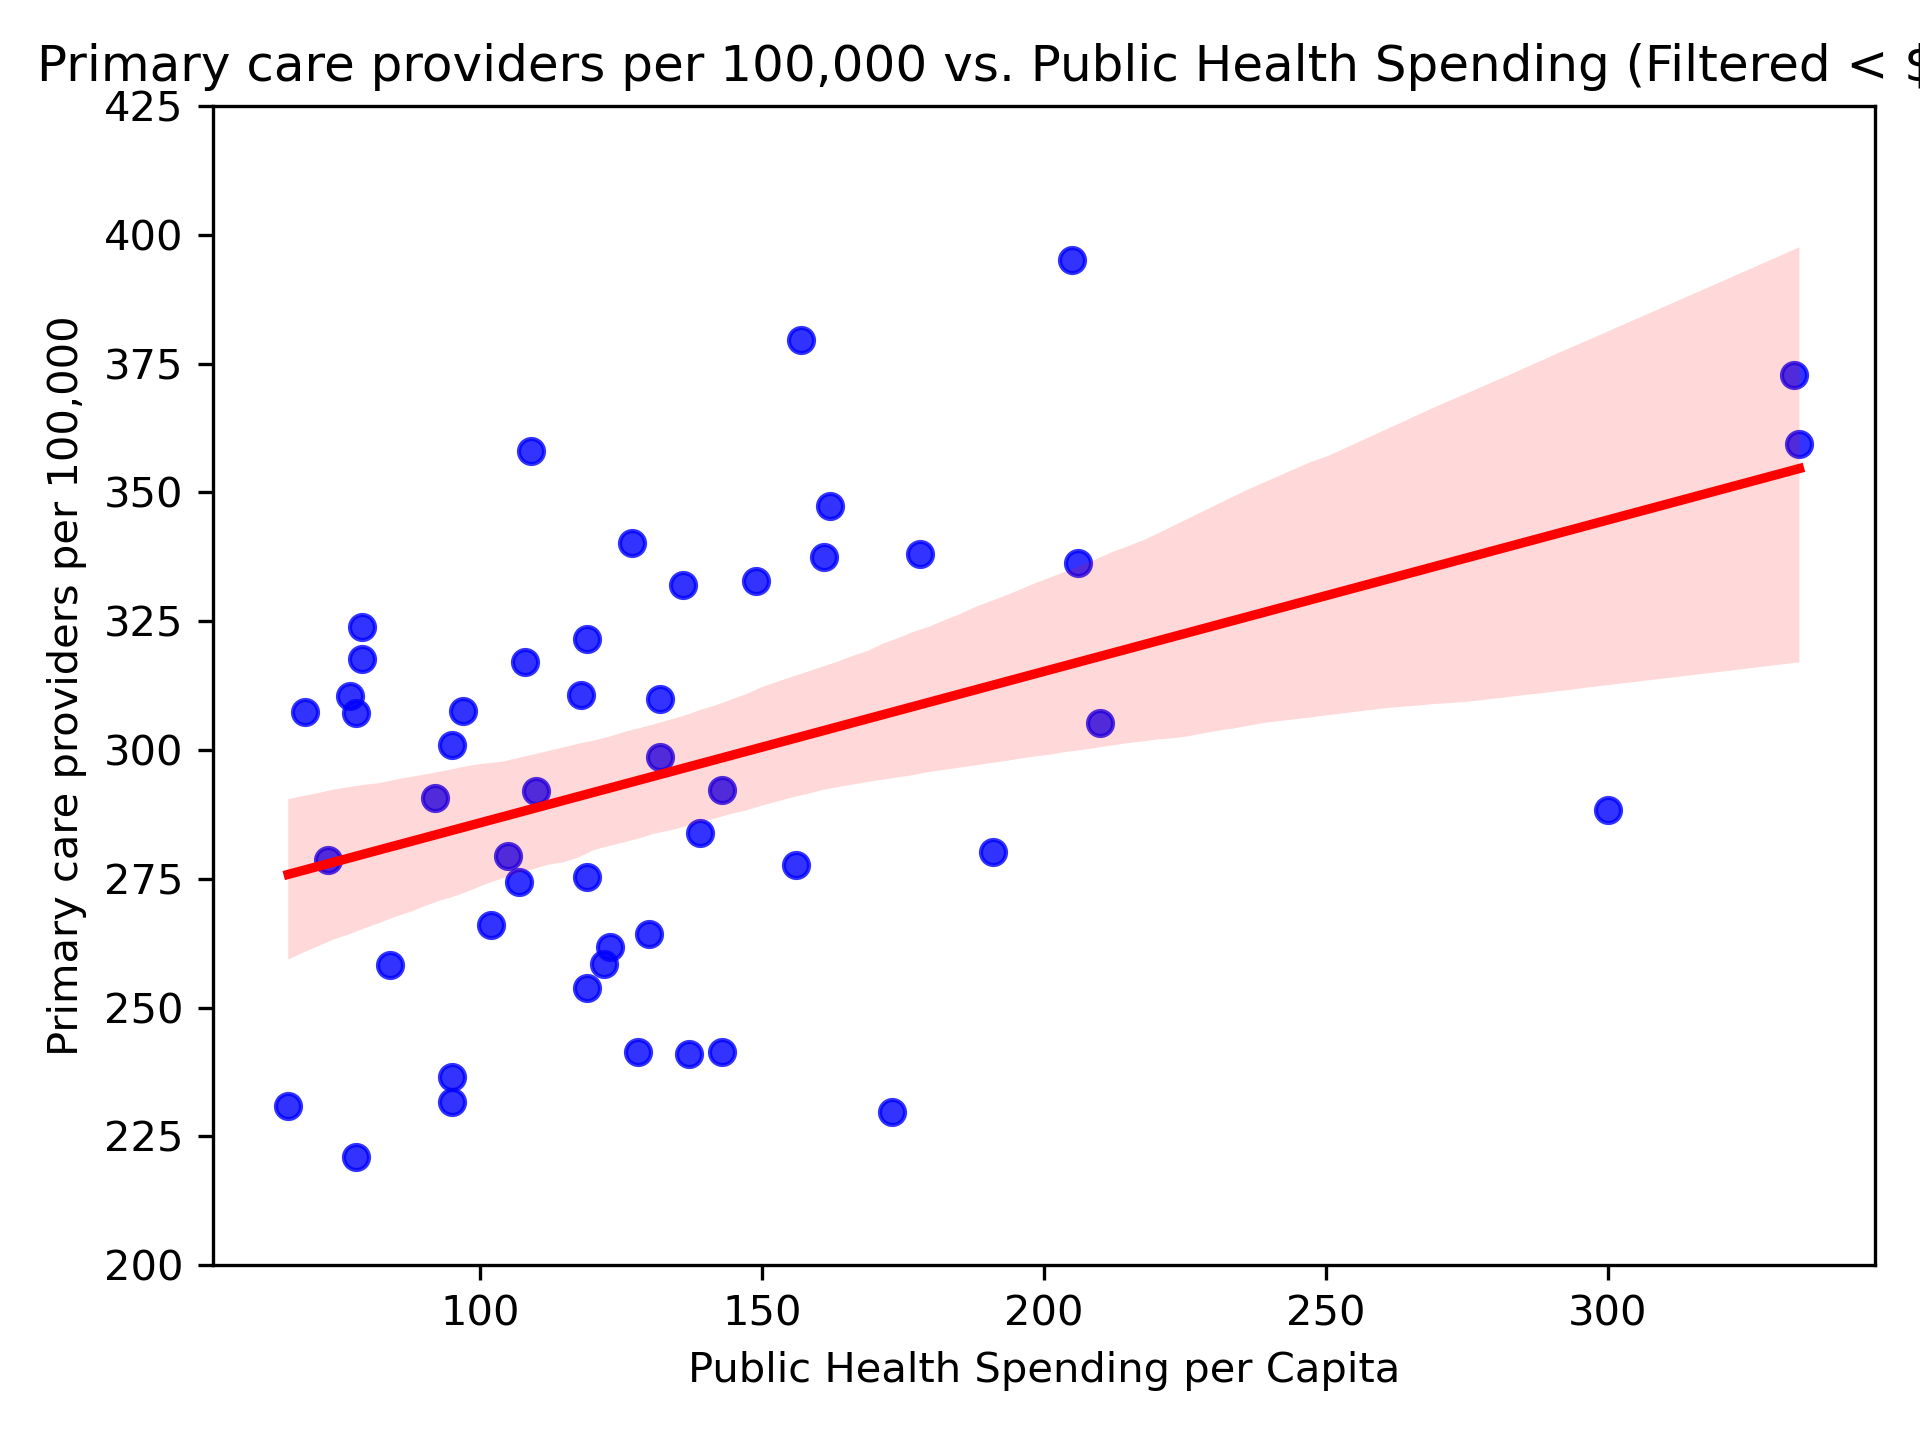 Primary care providers per 100,000 vs. Public Health Spending (Filtered < $
425
400
375
350
325
300
275
250
225
200
Primary care providers per 100,000
100 150 200 250 300
Public Health Spending per Capita